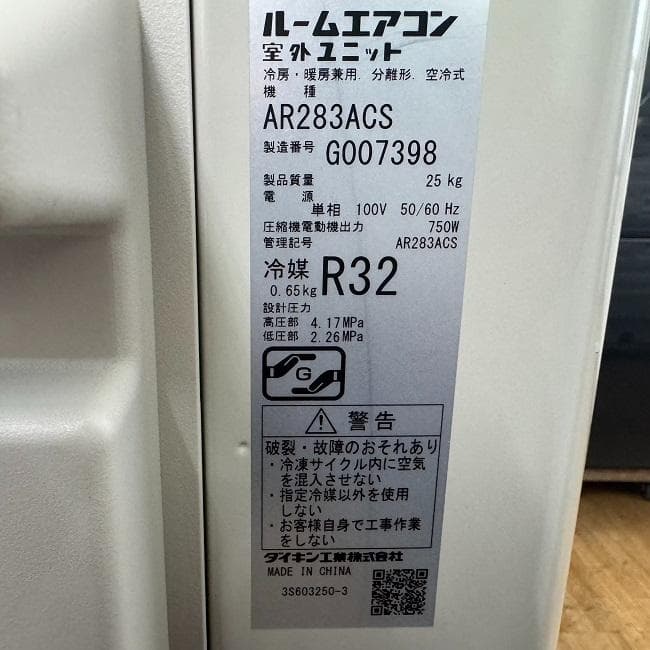 ルームエアコン
室外ユニット
冷房・暖房兼用. 分離形. 空冷式
機 種
AR283ACS
製造番号 G007398
製品質量 25 kg
電 源
単相 100V 50/60 Hz
圧縮機電動機出力 750W
管理記号 AR283ACS
冷媒 R32
0.65kg
設計圧力
高圧部 4.17MPa
低圧部 2.26MPa
G
警告
破裂・故障のおそれあり
・冷凍サイクル内に空気
を混入させない
・指定冷媒以外を使用
しない
・お客様自身で工事作業
をしない
ダイキン工業株式会社
MADE IN CHINA
3S603250-3